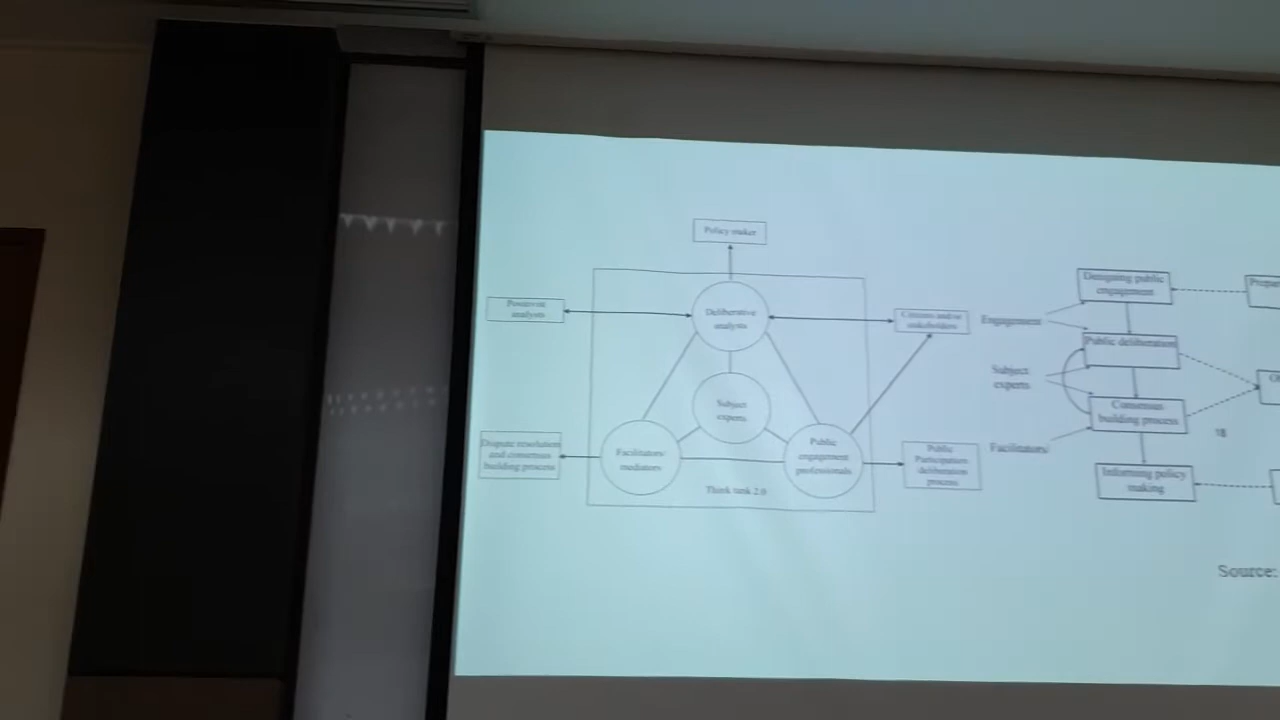 Policy maker
Positivist
analysts
Deliberative
analysts
Citizens and/or
stakeholders
Subject
experts
Facilitators/
mediators
Public
engagement
professionals
Think tank 2.0
Dispute resolution
and consensus
building process
Public
Participation
deliberation
process
Engagement
Subject
experts
Facilitators
Designing public
engagement
Public deliberation
Consensus
building process
Informing policy
making
18
Source: